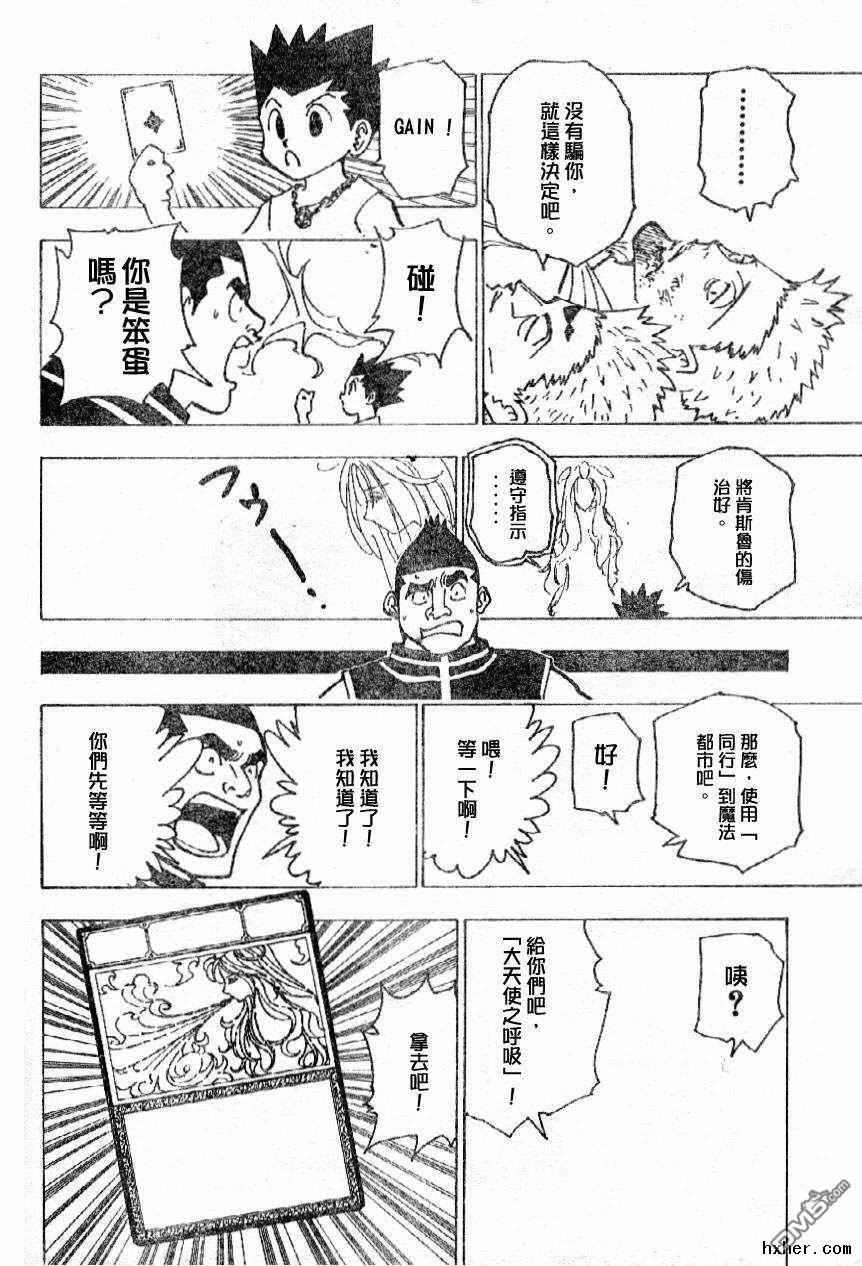 ‥‥‥‥‥
沒有騙你，
就這樣決定吧。
GAIN！
碰！
你是笨蛋
嗎？
將肯斯魯的傷
治好。
遵守指示
‥‥‥
フゥー
那麼，使用「
同行」到魔法
都市吧。
好！
喂！
等一下啊！
我知道了！
我知道了！
你們先等等啊！
咦？
給你們吧，
「大天使之呼吸」！
拿去吧！
hxher.com